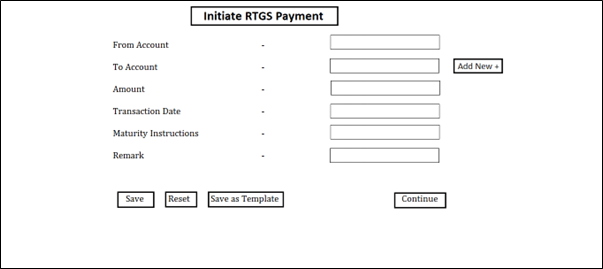 Initiate RTGS Payment
From Account -
To Account - Add New +
Amount -
Transaction Date -
Maturity Instructions -
Remark -
Save Reset Save as Template Continue